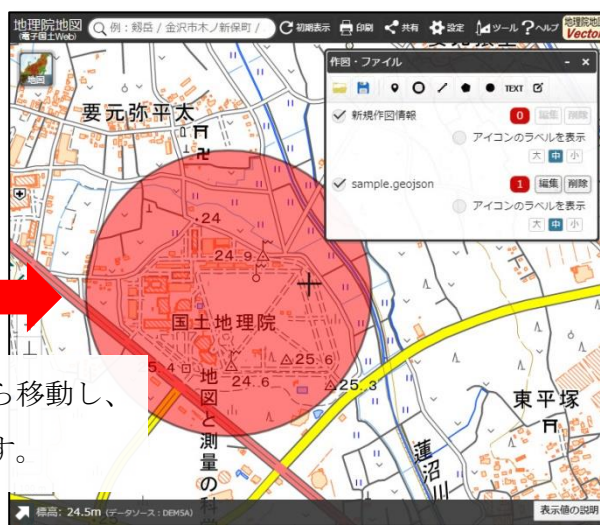 地理院地図
(電子国土Web)
例：剱岳 / 金沢市木ノ新保町 /
初期表示
印刷
共有
設定
ツール
ヘルプ
地理院地図
Vector
地図
作図・ファイル
TEXT
新規作図情報
0 編集 削除
アイコンのラベルを表示
大 中 小
sample.geojson
1 編集 削除
アイコンのラベルを表示
大 中 小
要元弥平太
24
24.9
国土地理院
25.6
24.6
25.3
5.4
地図と測量の科
東平塚
蓮沼川
ら移動し、
す。
標高: 24.5m (データソース：DEM5A)
表示値の説明